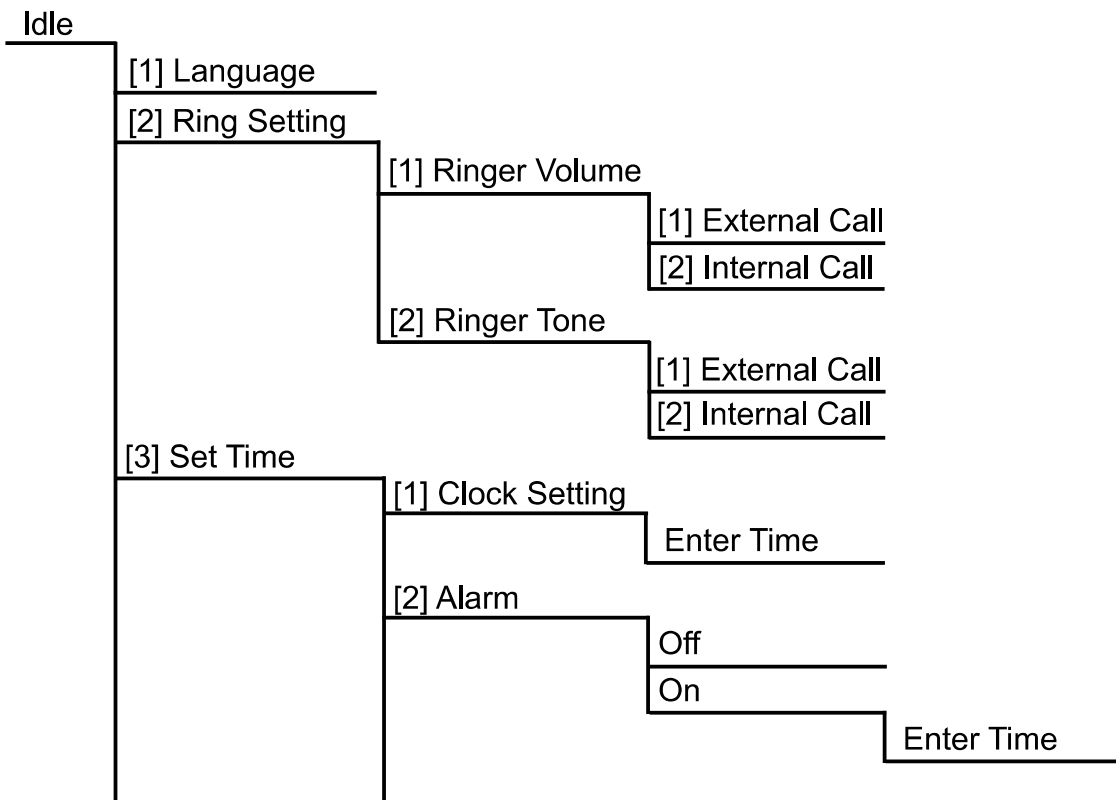 Idle
[1] Language
[2] Ring Setting
[1] Ringer Volume
[1] External Call
[2] Internal Call
[2] Ringer Tone
[1] External Call
[2] Internal Call
[3] Set Time
[1] Clock Setting
Enter Time
[2] Alarm
Off
On
Enter Time